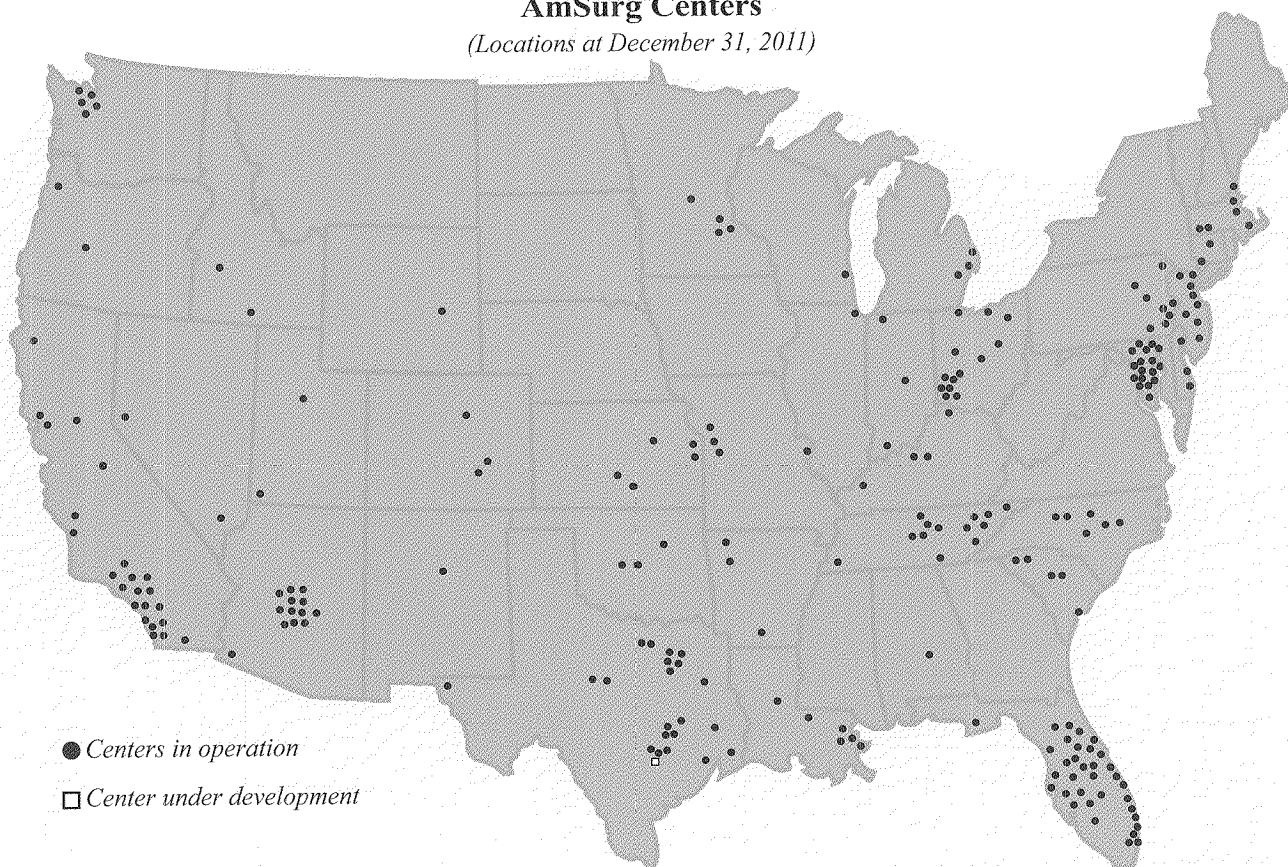 AmSurg Centers
(Locations at December 31, 2011)
Centers in operation
Center under development